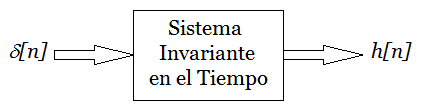 δ[n]
Sistema
Invariante
en el Tiempo
h[n]